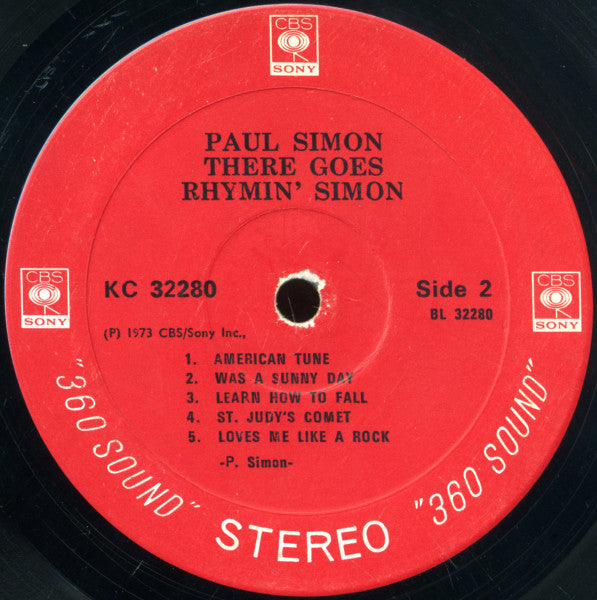 CBS
SONY
PAUL SIMON
THERE GOES
RHYMIN' SIMON
CBS
SONY
KC 32280
Side 2
BL 32280
CBS
SONY
(P) 1973 CBS/Sony Inc.,
1. AMERICAN TUNE
2. WAS A SUNNY DAY
3. LEARN HOW TO FALL
4. ST. JUDY'S COMET
5. LOVES ME LIKE A ROCK
-P. Simon-
"360 SOUND"
STEREO
"360 SOUND"